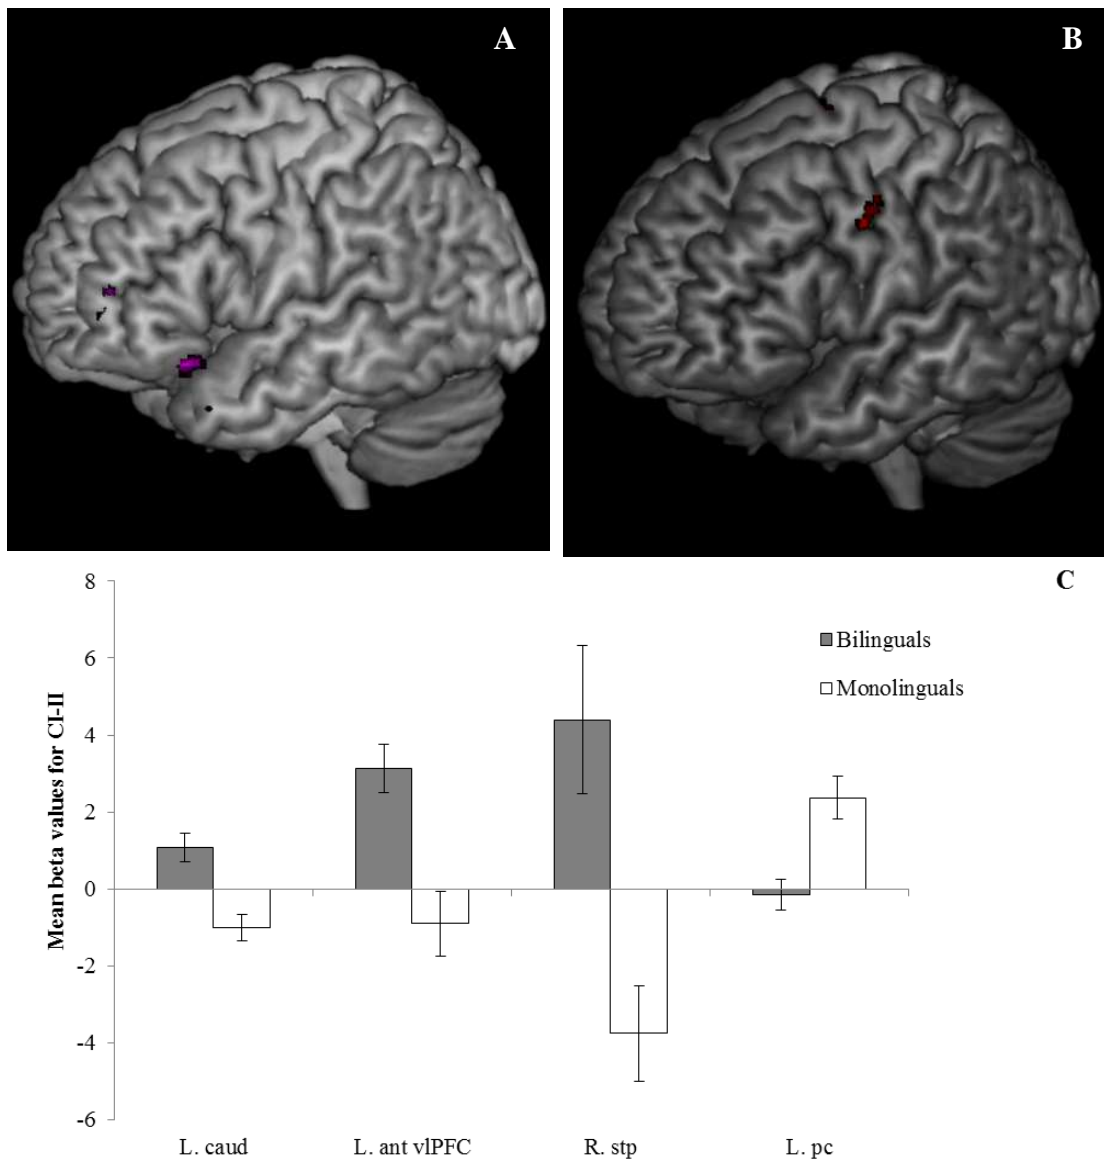 A
B
C
8
6
4
2
0
-2
-4
-6
Mean beta values for CI-II
Bilinguals
Monolinguals
L. caud
L. ant vlPFC
R. stp
L. pc